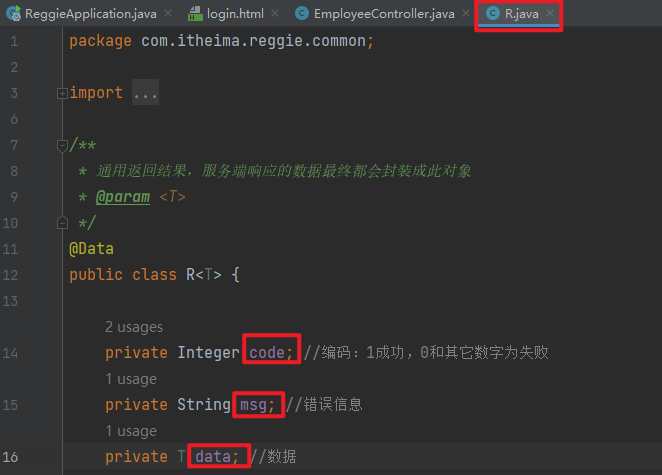 ReggieApplication.java × login.html × EmployeeController.java × R.java ×
1 package com.itheima.reggie.common;
2
3 import ...
6
7 /**
8 * 通用返回结果，服务端响应的数据最终都会封装成此对象
9 * @param <T>
10 */
11 @Data
12 public class R<T> {
13
2 usages
14 private Integer code; //编码：1成功，0和其它数字为失败
1 usage
15 private String msg; //错误信息
1 usage
16 private T data; //数据